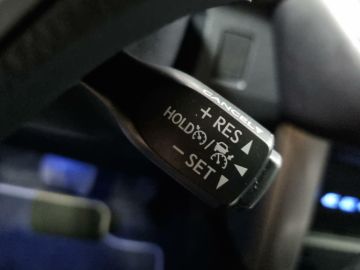 CANCEL
+ RES
HOLD /
- SET